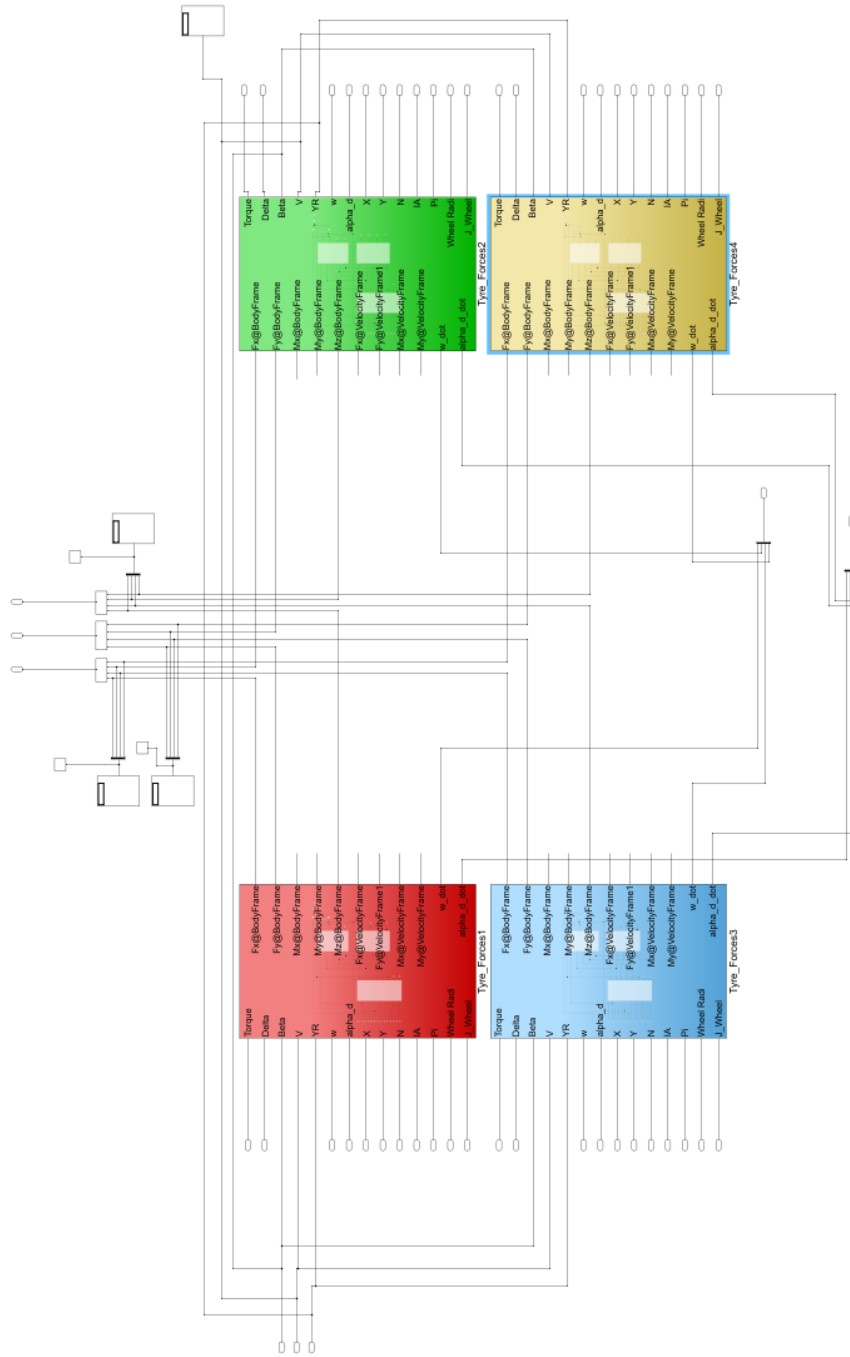 Torque
Delta
Beta
V
YR
w
alpha_d
X
Y
N
IA
Pi
Wheel Radi
J_Wheel
Fx@BodyFrame
Fy@BodyFrame
Mx@BodyFrame
My@BodyFrame
Mz@BodyFrame
Fx@VelocityFrame
Fy@VelocityFrame1
Mx@VelocityFrame
My@VelocityFrame
w_dot
alpha_d_dot
Tyre_Forces2
Torque
Delta
Beta
V
YR
w
alpha_d
X
Y
N
IA
Pi
Wheel Radi
J_Wheel
Fx@BodyFrame
Fy@BodyFrame
Mx@BodyFrame
My@BodyFrame
Mz@BodyFrame
Fx@VelocityFrame
Fy@VelocityFrame1
Mx@VelocityFrame
My@VelocityFrame
w_dot
alpha_d_dot
Tyre_Forces4
Torque
Delta
Beta
V
YR
w
alpha_d
X
Y
N
IA
Pi
Wheel Radi
J_Wheel
Fx@BodyFrame
Fy@BodyFrame
Mx@BodyFrame
My@BodyFrame
Mz@BodyFrame
Fx@VelocityFrame
Fy@VelocityFrame1
Mx@VelocityFrame
My@VelocityFrame
w_dot
alpha_d_dot
Tyre_Forces1
Torque
Delta
Beta
V
YR
w
alpha_d
X
Y
N
IA
Pi
Wheel Radi
J_Wheel
Fx@BodyFrame
Fy@BodyFrame
Mx@BodyFrame
My@BodyFrame
Mz@BodyFrame
Fx@VelocityFrame
Fy@VelocityFrame1
Mx@VelocityFrame
My@VelocityFrame
w_dot
alpha_d_dot
Tyre_Forces3